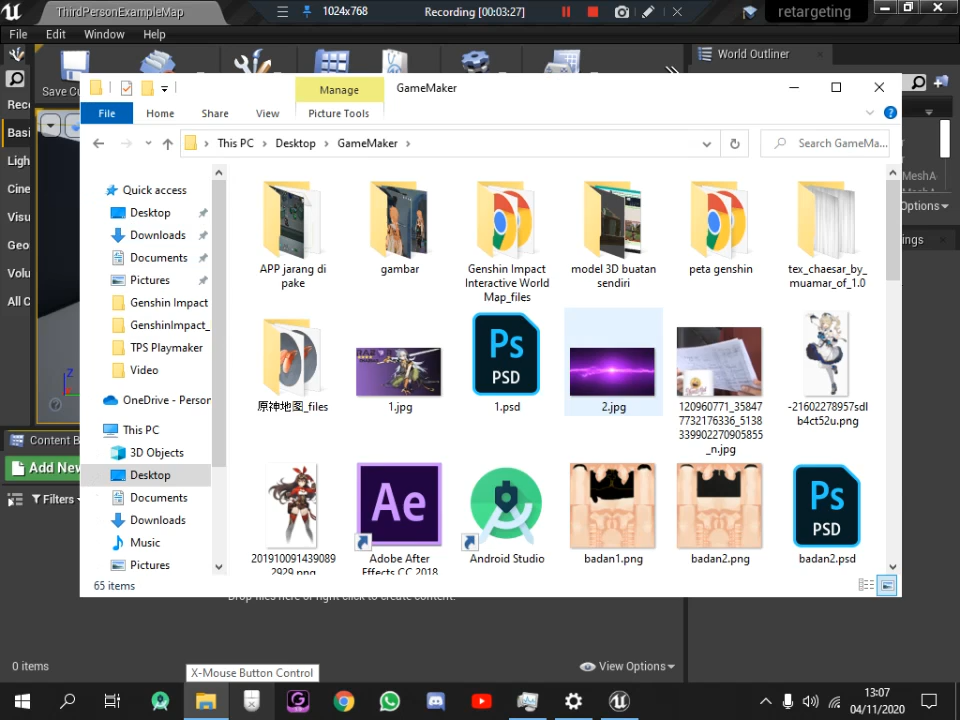 ThirdPersonExampleMap
1024x768
Recording [00:03:27]
retargeting
File
Edit
Window
Help
World Outliner
Save Cu
Manage
GameMaker
File
Home
Share
View
Picture Tools
This PC
Desktop
GameMaker
Search GameMa...
Rece
Basi
Ligh
Cine
Visu
Geo
Volu
All C
Quick access
Desktop
Downloads
Documents
Pictures
Genshin Impact
GenshinImpact_
TPS Playmaker
Video
OneDrive - Person
This PC
3D Objects
Desktop
Documents
Downloads
Music
Pictures
APP jarang di
pake
gambar
Genshin Impact
Interactive World
Map_files
model 3D buatan
sendiri
peta genshin
tex_chaesar_by_
muamar_of_1.0
原神地图_files
1.jpg
Ps
PSD
1.psd
2.jpg
120960771_35847
7732176336_5138
339902270905855
_n.jpg
-21602278957sdl
b4ct52u.png
201910091439089
2929.png
Ae
Adobe After
Effects CC 2018
Android Studio
badan1.png
badan2.png
Ps
PSD
badan2.psd
65 items
MeshA
Options
ngs
Content B
Add New
Filters
Drop files here or right click to create content.
0 items
View Options
X-Mouse Button Control
13:07
04/11/2020